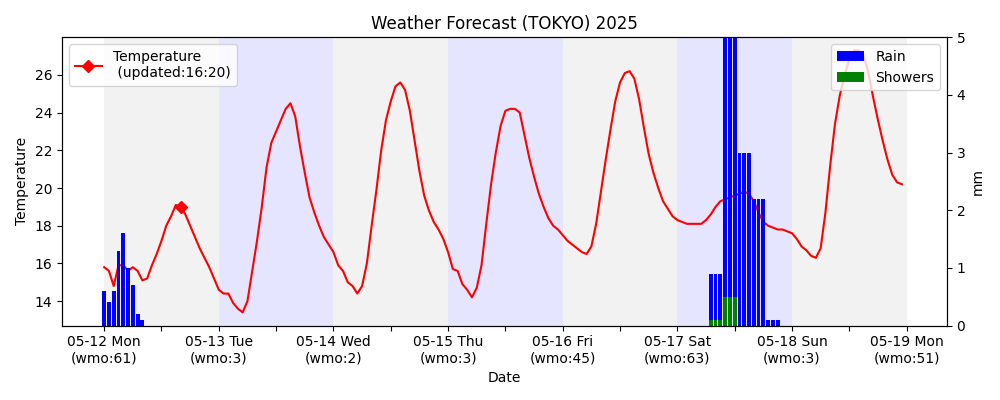 Weather Forecast (TOKYO) 2025
Temperature
(updated:16:20)
Rain
Showers
Temperature
26
24
22
20
18
16
14
5
4
3
2
1
0
mm
05-12 Mon
(wmo:61)
05-13 Tue
(wmo:3)
05-14 Wed
(wmo:2)
05-15 Thu
(wmo:3)
05-16 Fri
(wmo:45)
05-17 Sat
(wmo:63)
05-18 Sun
(wmo:3)
05-19 Mon
(wmo:51)
Date